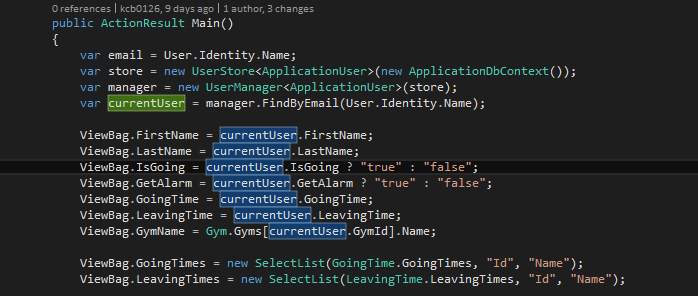 0 references | kcb0126, 9 days ago | 1 author, 3 changes
public ActionResult Main()
{
var email = User.Identity.Name;
var store = new UserStore<ApplicationUser>(new ApplicationDbContext());
var manager = new UserManager<ApplicationUser>(store);
var currentUser = manager.FindByEmail(User.Identity.Name);
ViewBag.FirstName = currentUser.FirstName;
ViewBag.LastName = currentUser.LastName;
ViewBag.IsGoing = currentUser.IsGoing ? "true" : "false";
ViewBag.GetAlarm = currentUser.GetAlarm ? "true" : "false";
ViewBag.GoingTime = currentUser.GoingTime;
ViewBag.LeavingTime = currentUser.LeavingTime;
ViewBag.GymName = Gym.Gyms[currentUser.GymId].Name;
ViewBag.GoingTimes = new SelectList(GoingTime.GoingTimes, "Id", "Name");
ViewBag.LeavingTimes = new SelectList(LeavingTime.LeavingTimes, "Id", "Name");